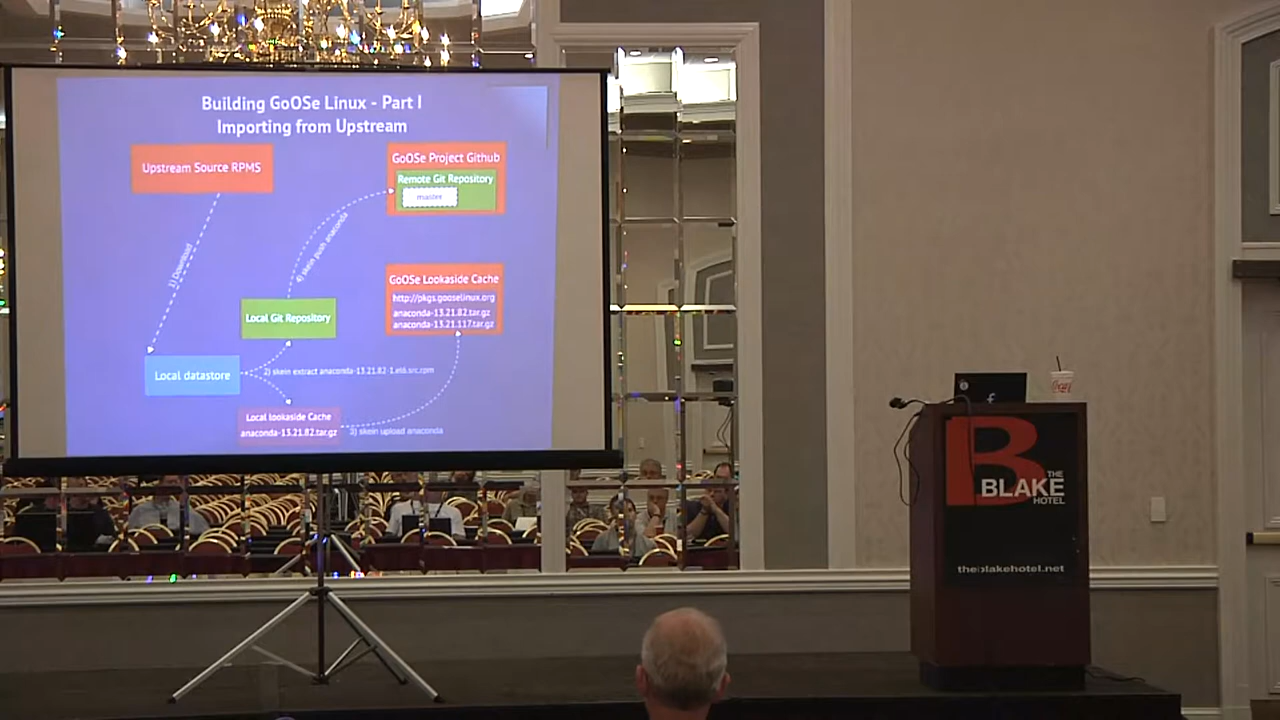 Building GoOSe Linux - Part I
Importing from Upstream
Upstream Source RPMS
GoOSe Project Github
Remote Git Repository
master
1) Download
4) skein push anaconda
GoOSe Lookaside Cache
http://pkgs.gooselinux.org
anaconda-13.21.82.tar.gz
anaconda-13.21.117.tar.gz
Local Git Repository
Local datastore
2) skein extract anaconda-13.21.82-1.el6.src.rpm
Local lookaside Cache
anaconda-13.21.82.tar.gz
3) skein upload anaconda
B
THE
BLAKE
HOTEL
theblakehotel.net